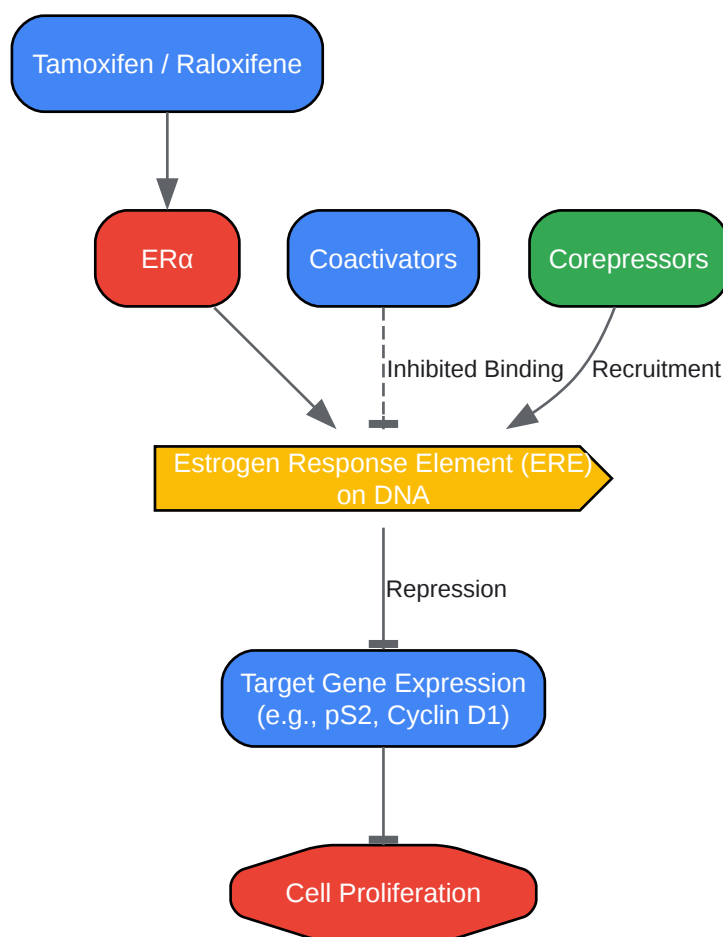 Tamoxifen / Raloxifene
ERα
Coactivators
Corepressors
Inhibited Binding
Recruitment
Estrogen Response Element (ERE)
on DNA
Repression
Target Gene Expression
(e.g., pS2, Cyclin D1)
Cell Proliferation